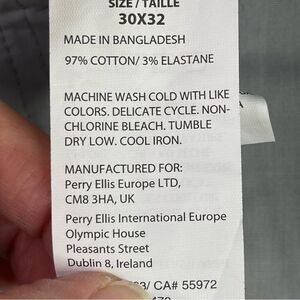 SIZE / TAILLE
30X32
MADE IN BANGLADESH
97% COTTON/ 3% ELASTANE
MACHINE WASH COLD WITH LIKE
COLORS. DELICATE CYCLE. NON-
CHLORINE BLEACH. TUMBLE
DRY LOW. COOL IRON.
MANUFACTURED FOR:
Perry Ellis Europe LTD,
CM8 3HA, UK
Perry Ellis International Europe
Olympic House
Pleasants Street
Dublin 8, Ireland
3/ CA# 55972